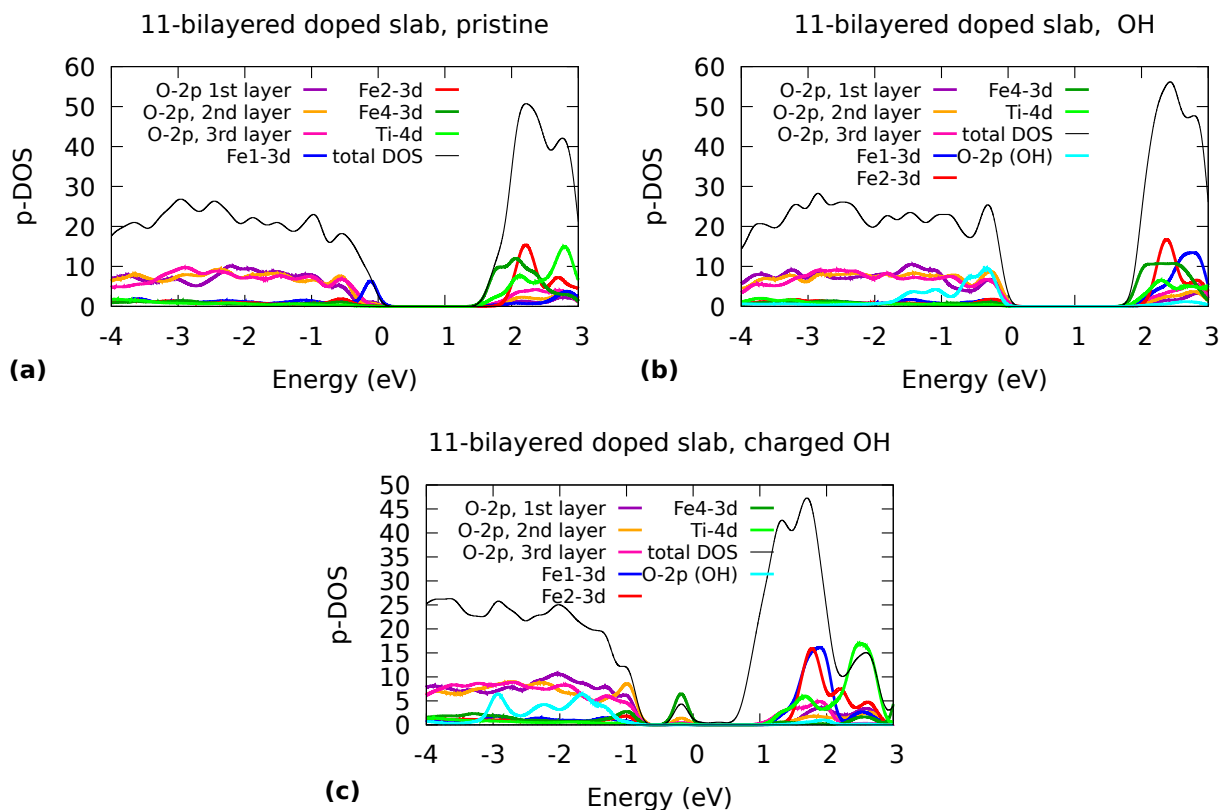 11-bilayered doped slab, pristine
60
50
40
30
20
10
0
p-DOS
O-2p 1st layer
O-2p, 2nd layer
O-2p, 3rd layer
Fe1-3d
Fe2-3d
Fe4-3d
Ti-4d
total DOS
-4 -3 -2 -1 0 1 2 3
Energy (eV)
(a)
11-bilayered doped slab, OH
60
50
40
30
20
10
0
p-DOS
O-2p, 1st layer
O-2p, 2nd layer
O-2p, 3rd layer
Fe1-3d
Fe2-3d
Fe4-3d
Ti-4d
total DOS
O-2p (OH)
-4 -3 -2 -1 0 1 2 3
Energy (eV)
(b)
11-bilayered doped slab, charged OH
50
45
40
35
30
25
20
15
10
5
0
p-DOS
O-2p, 1st layer
O-2p, 2nd layer
O-2p, 3rd layer
Fe1-3d
Fe2-3d
Fe4-3d
Ti-4d
total DOS
O-2p (OH)
-4 -3 -2 -1 0 1 2 3
Energy (eV)
(c)